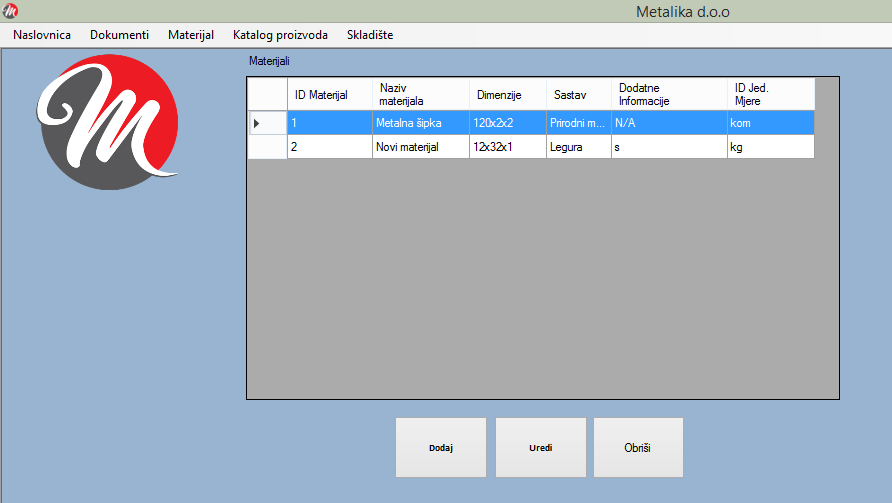 Metalika d.o.o
Naslovnica Dokumenti Materijal Katalog proizvoda Skladište
Materijali
ID Materijal Naziv materijala Dimenzije Sastav Dodatne Informacije ID Jed. Mjere
1 Metalna šipka 120x2x2 Prirodni m... N/A kom
2 Novi materijal 12x32x1 Legura s kg
Dodaj Uredi Obriši